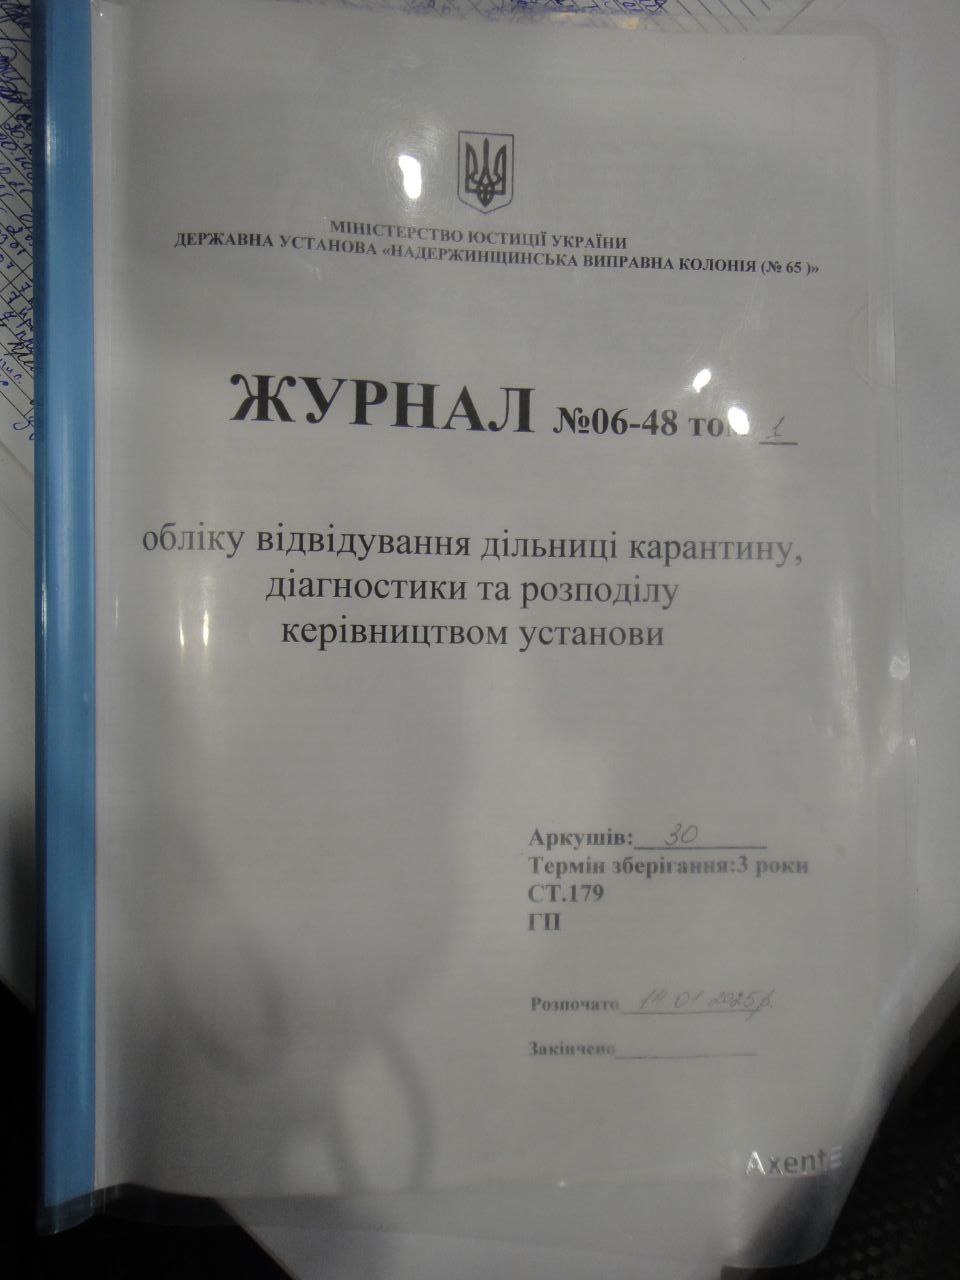 МІНІСТЕРСТВО ЮСТИЦІЇ УКРАЇНИ
ДЕРЖАВНА УСТАНОВА «НАДЕРЖИНЩИНСЬКА ВИПРАВНА КОЛОНІЯ (№ 65 )»
ЖУРНАЛ №06-48 1
обліку відвідування дільниці карантину,
діагностики та розподілу
керівництвом установи
Аркушів: 30
Термін зберігання:3 роки
СТ.179
ГП
Розпочато 14 01 2025р.
Закінчено
Axent